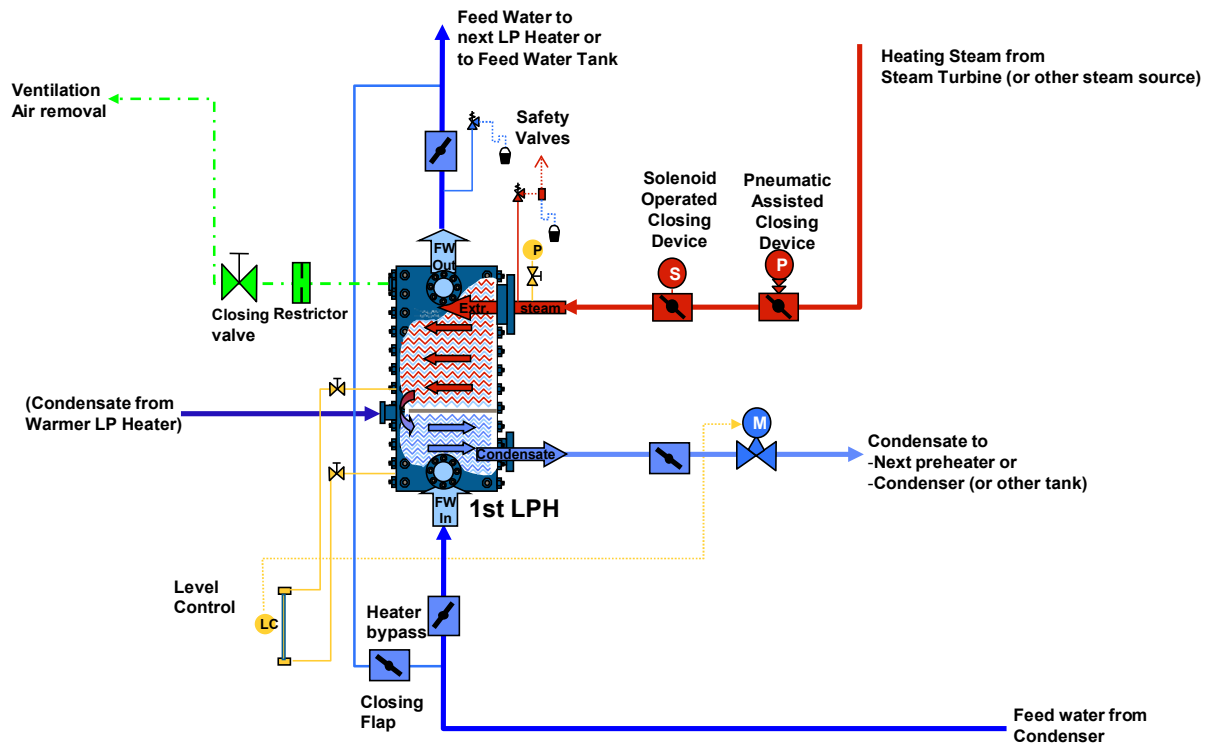 Feed Water to
next LP Heater or
to Feed Water Tank
Heating Steam from
Steam Turbine (or other steam source)
Ventilation
Air removal
Safety
Valves
Solenoid
Operated
Closing
Device
Pneumatic
Assisted
Closing
Device
FW
Out
P
S
P
Closing
valve
Restrictor
Extr.
steam
(Condensate from
Warmer LP Heater)
M
Condensate
Condensate to
-Next preheater or
-Condenser (or other tank)
FW
In
1st LPH
Level
Control
LC
Heater
bypass
Closing
Flap
Feed water from
Condenser